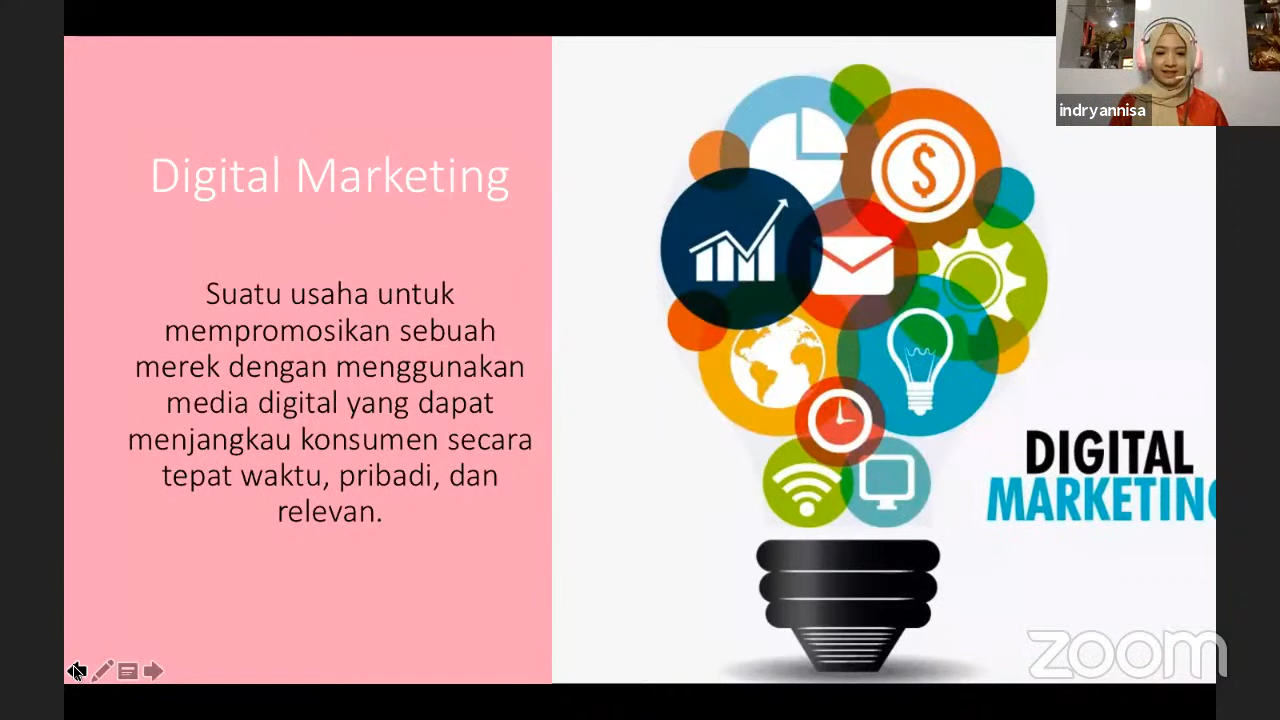 indryannisa
Digital Marketing
Suatu usaha untuk
mempromosikan sebuah
merek dengan menggunakan
media digital yang dapat
menjangkau konsumen secara
tepat waktu, pribadi, dan
relevan.
$
DIGITAL
MARKETING
zoom